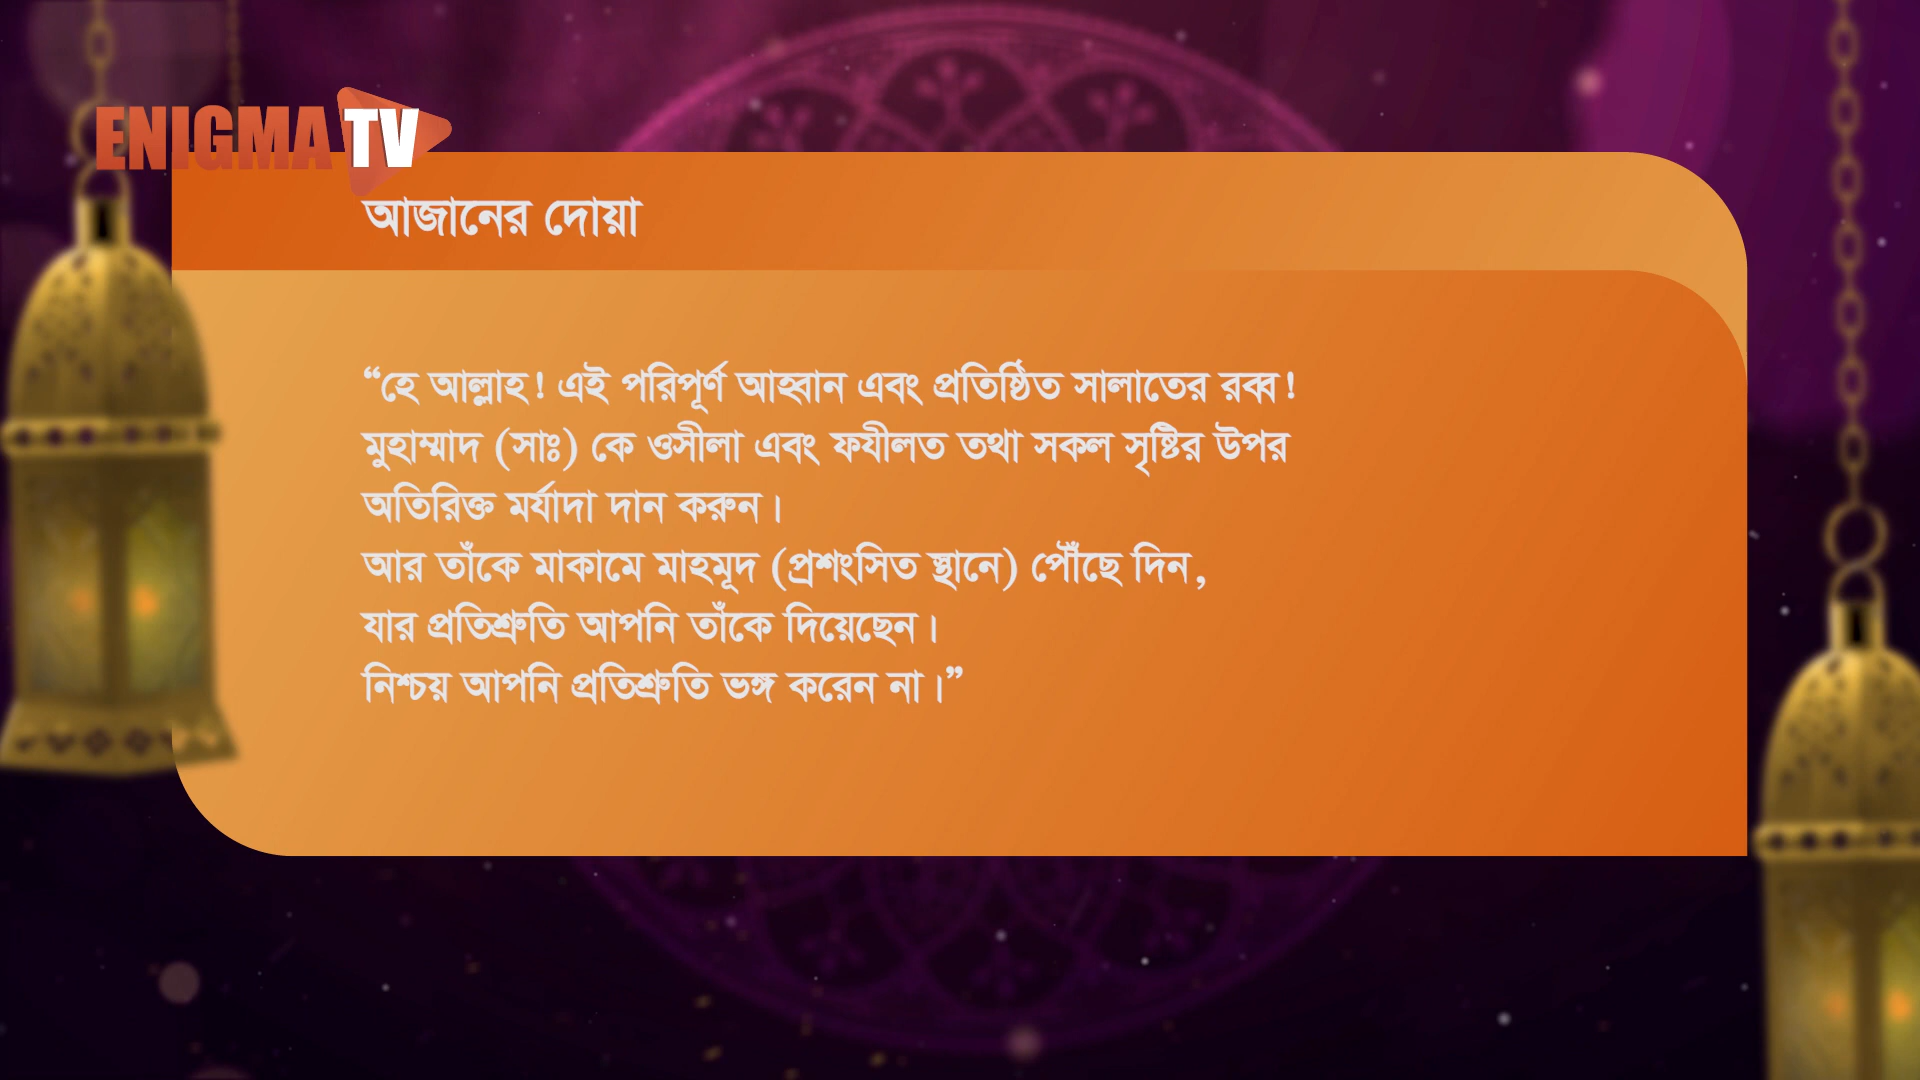 ENIGMA TV
আজানের দোয়া
“হে আল্লাহ! এই পরিপূর্ণ আহ্বান এবং প্রতিষ্ঠিত সালাতের রব্ব!
মুহাম্মাদ (সাঃ) কে ওসীলা এবং ফযীলত তথা সকল সৃষ্টির উপর
অতিরিক্ত মর্যাদা দান করুন।
আর তাঁকে মাকামে মাহমূদ (প্রশংসিত স্থানে) পৌঁছে দিন,
যার প্রতিশ্রুতি আপনি তাঁকে দিয়েছেন।
নিশ্চয় আপনি প্রতিশ্রুতি ভঙ্গ করেন না।”